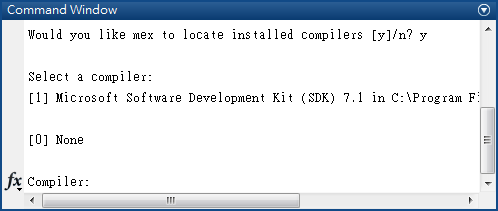 Command Window
Would you like mex to locate installed compilers [y]/n? y
Select a compiler:
[1] Microsoft Software Development Kit (SDK) 7.1 in C:\Program Fi
[0] None
fx Compiler: